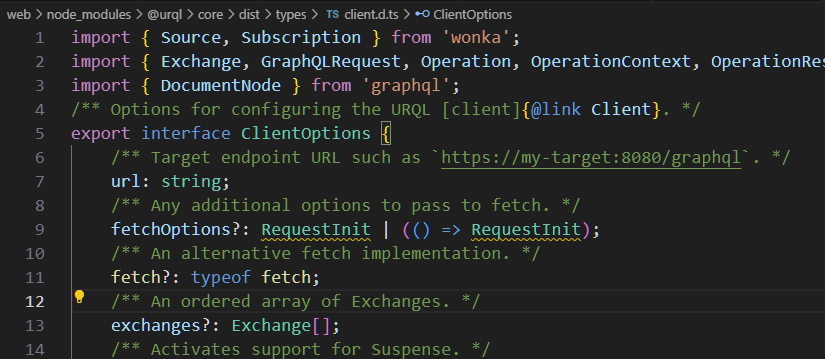 web > node_modules > @urql > core > dist > types > TS client.d.ts > ClientOptions
1 import { Source, Subscription } from 'wonka';
2 import { Exchange, GraphQLRequest, Operation, OperationContext, OperationRes
3 import { DocumentNode } from 'graphql';
4 /** Options for configuring the URQL [client]{@link Client}. */
5 export interface ClientOptions {
6 /** Target endpoint URL such as `https://my-target:8080/graphql`. */
7 url: string;
8 /** Any additional options to pass to fetch. */
9 fetchOptions?: RequestInit | (() => RequestInit);
10 /** An alternative fetch implementation. */
11 fetch?: typeof fetch;
12 /** An ordered array of Exchanges. */
13 exchanges?: Exchange[];
14 /** Activates support for Suspense. */